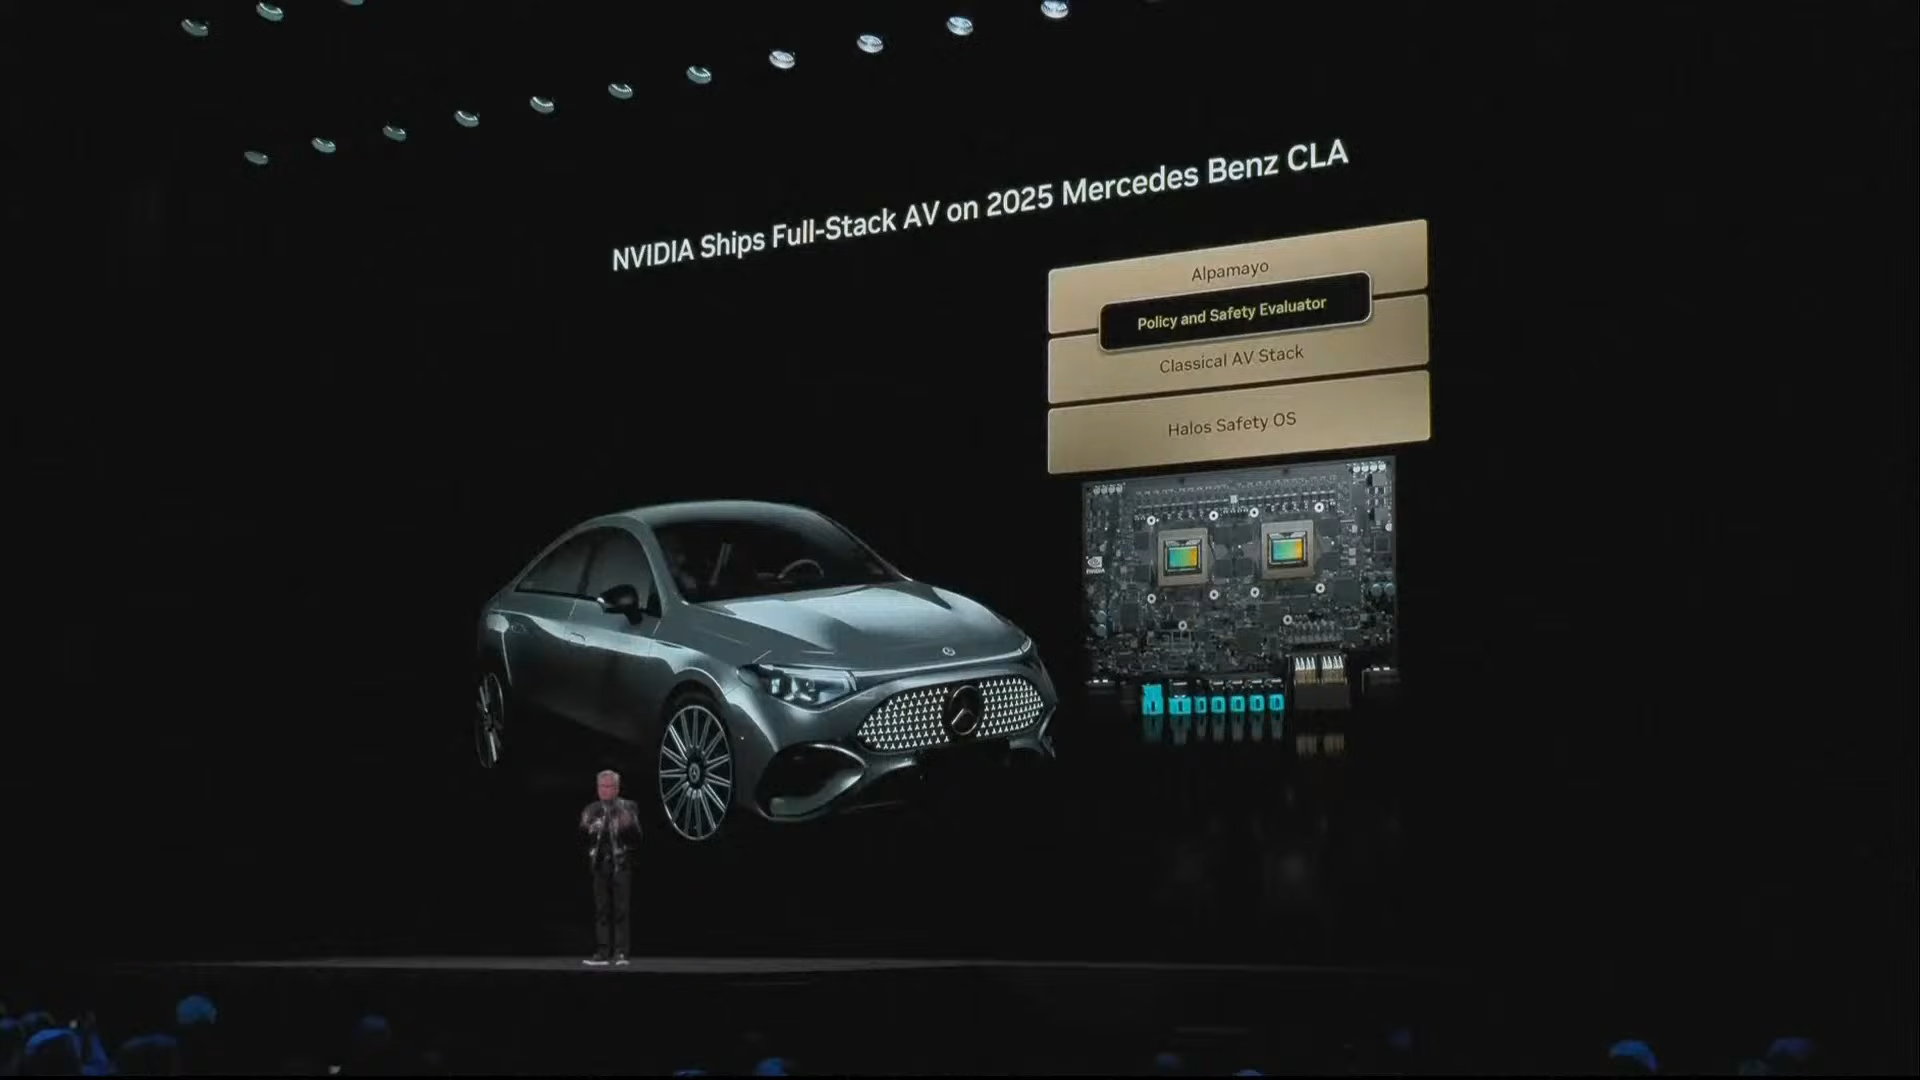 NVIDIA Ships Full-Stack AV on 2025 Mercedes Benz CLA
Alpamayo
Policy and Safety Evaluator
Classical AV Stack
Halos Safety OS
NVIDIA